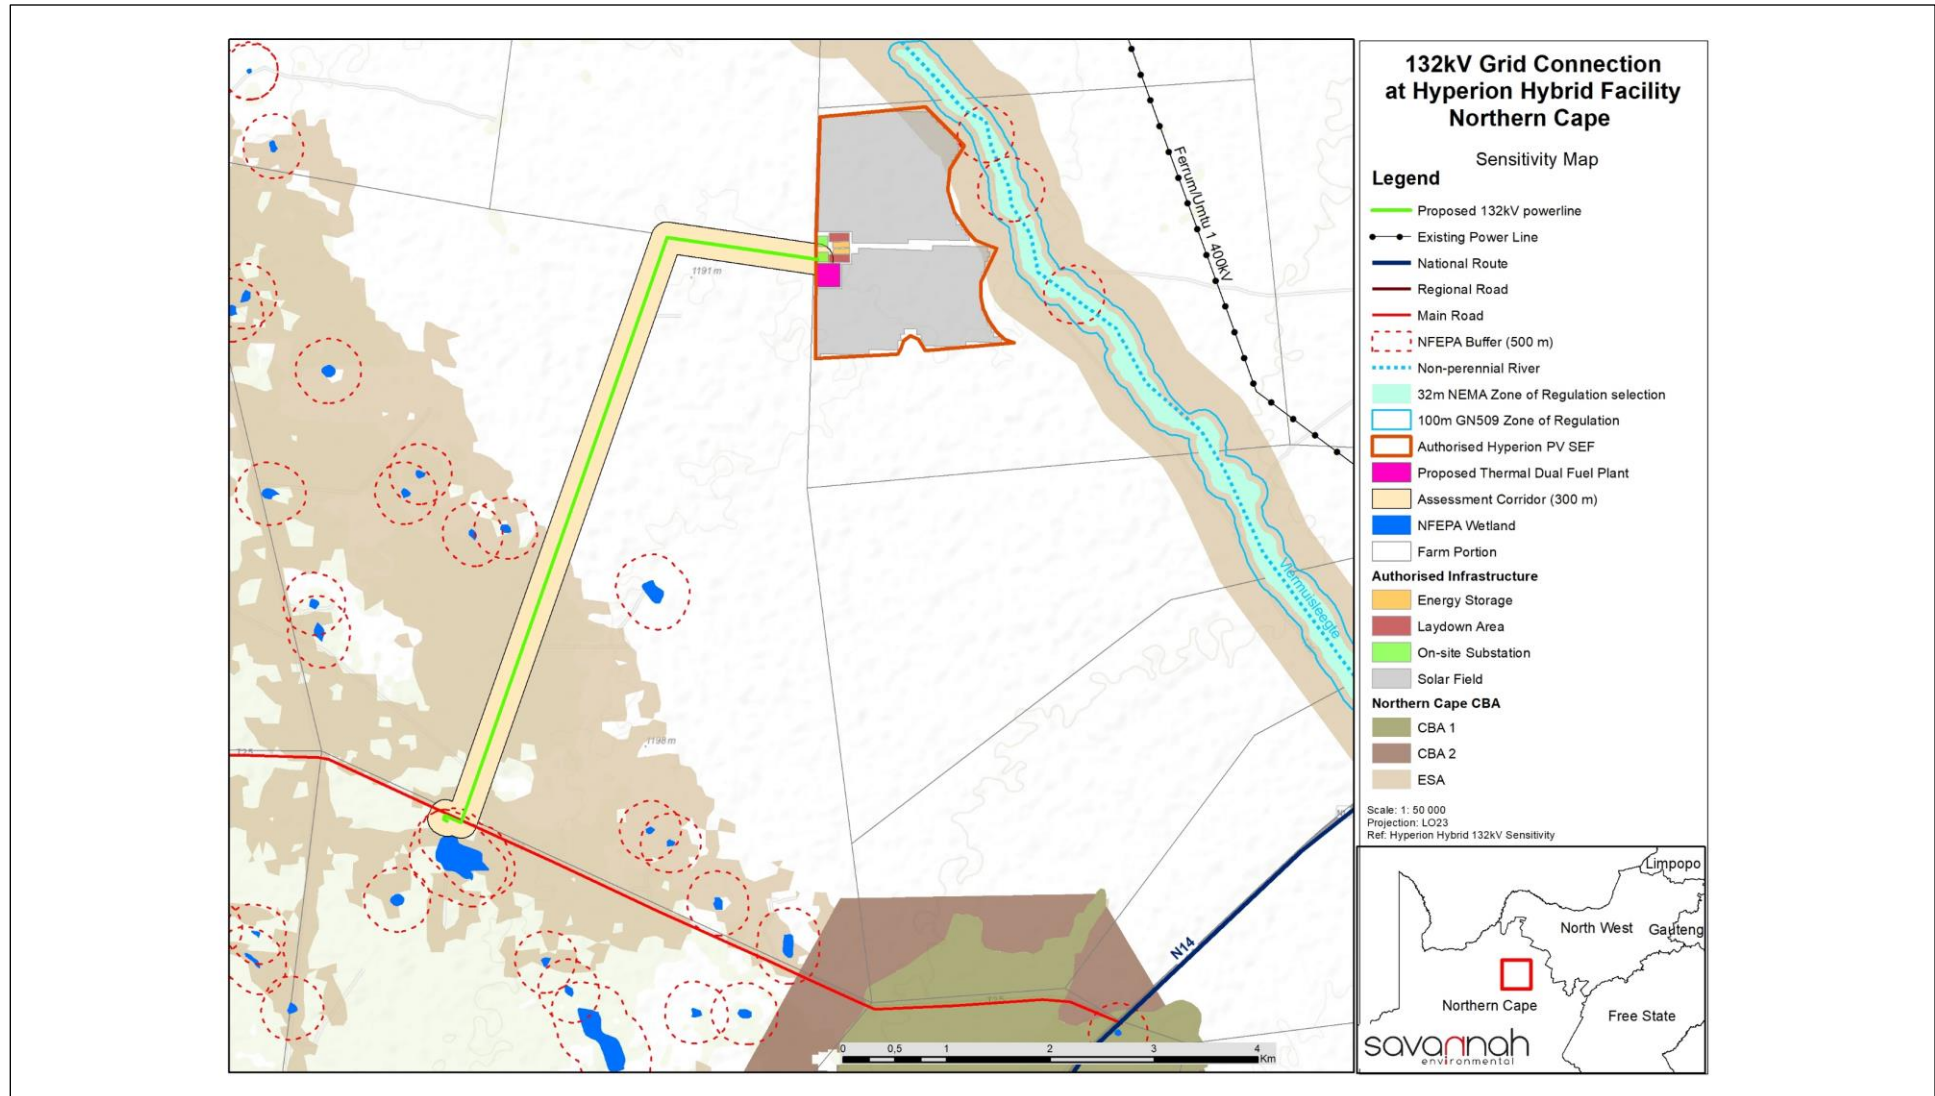 132kV Grid Connection
at Hyperion Hybrid Facility
Northern Cape
Sensitivity Map
Legend
Proposed 132kV powerline
Existing Power Line
National Route
Regional Road
Main Road
NFEPA Buffer (500 m)
Non-perennial River
32m NEMA Zone of Regulation selection
100m GN509 Zone of Regulation
Authorised Hyperion PV SEF
Proposed Thermal Dual Fuel Plant
Assessment Corridor (300 m)
NFEPA Wetland
Farm Portion
Authorised Infrastructure
Energy Storage
Laydown Area
On-site Substation
Solar Field
Northern Cape CBA
CBA 1
CBA 2
ESA
Scale: 1: 50 000
Projection: LO23
Ref: Hyperion Hybrid 132kV Sensitivity
Limpopo
North West
Gauteng
Northern Cape
Free State
savannah
environmental
Ferrum/Umtu 1 400kV
1191 m
Viermuisleegte
1198 m
N14
0 0,5 1 2 3 4
Km